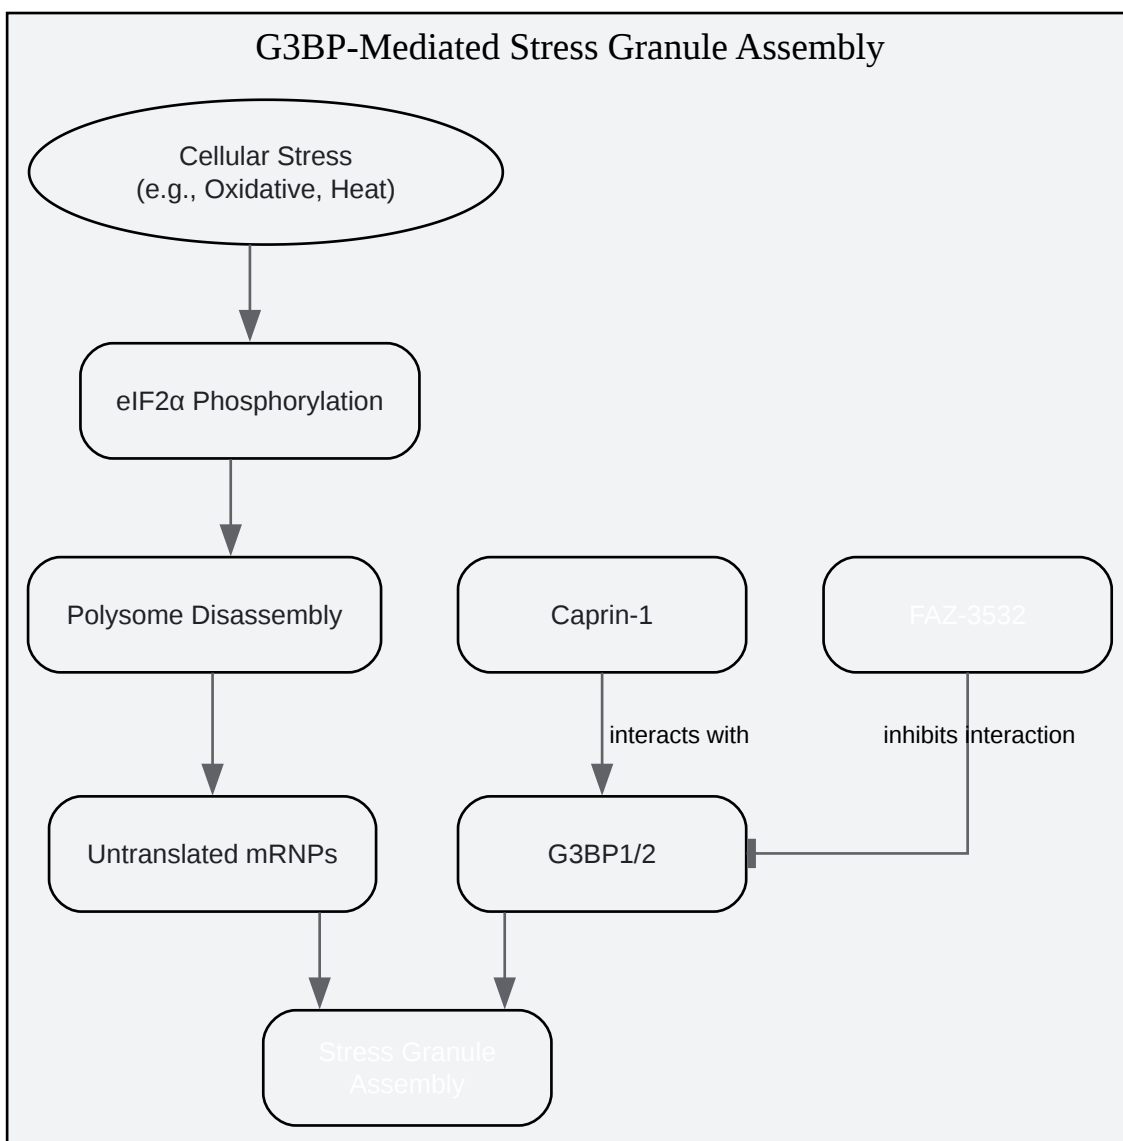 G3BP-Mediated Stress Granule Assembly
Cellular Stress
(e.g., Oxidative, Heat)
eIF2α Phosphorylation
Polysome Disassembly
Caprin-1
FAZ-3532
interacts with
inhibits interaction
Untranslated mRNPs
G3BP1/2
Stress Granule
Assembly